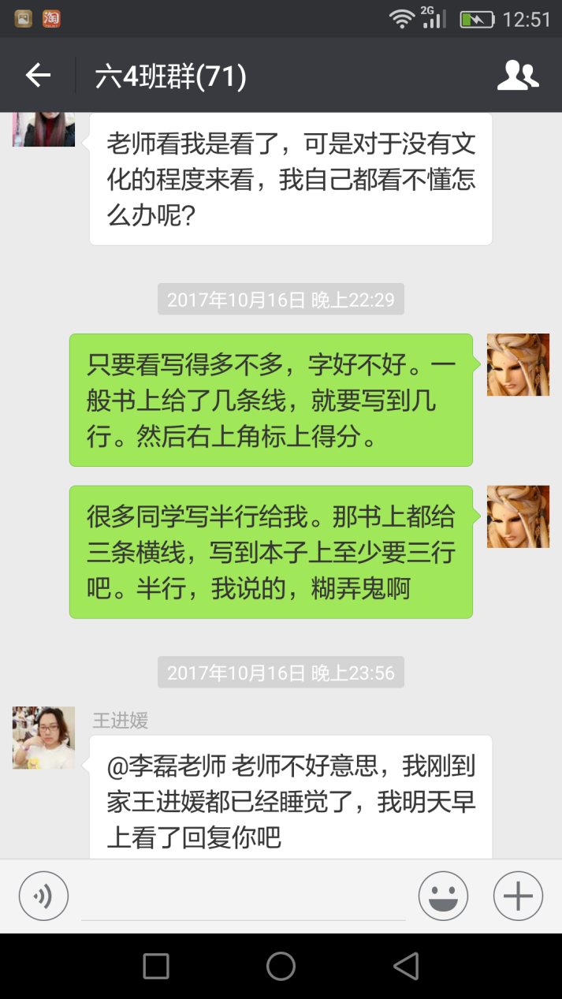 2G
12:51
六4班群(71)
老师看我是看了，可是对于没有文
化的程度来看，我自己都看不懂怎
么办呢？
2017年10月16日 晚上22:29
只要看写得多不多，字好不好。一
般书上给了几条线，就要写到几
行。然后右上角标上得分。
很多同学写半行给我。那书上都给
三条横线，写到本子上至少要三行
吧。半行，我说的，糊弄鬼啊
2017年10月16日 晚上23:56
王进媛
@李磊老师 老师不好意思，我刚到
家王进媛都已经睡觉了，我明天早
上看了回复你吧